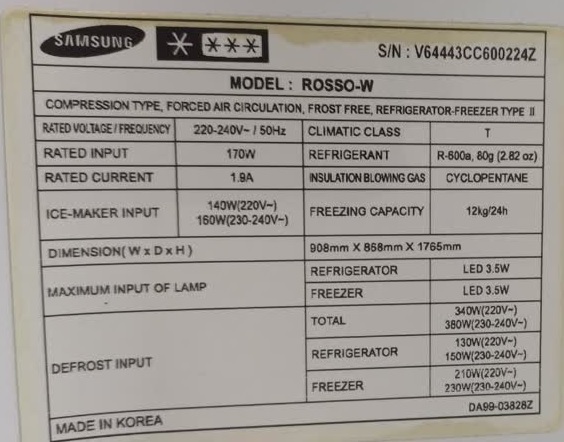 SAMSUNG
S/N : V64443CC600224Z
MODEL : ROSSO-W
COMPRESSION TYPE, FORCED AIR CIRCULATION, FROST FREE, REFRIGERATOR-FREEZER TYPE II
RATED VOLTAGE / FREQUENCY 220-240V~ / 50Hz CLIMATIC CLASS T
RATED INPUT 170W REFRIGERANT R-600a, 80g (2.82 oz)
RATED CURRENT 1.9A INSULATION BLOWING GAS CYCLOPENTANE
ICE-MAKER INPUT 140W(220V~) FREEZING CAPACITY 12kg/24h
160W(230-240V~)
DIMENSION( W x D x H ) 908mm X 868mm X 1765mm
MAXIMUM INPUT OF LAMP REFRIGERATOR LED 3.5W
FREEZER LED 3.5W
DEFROST INPUT TOTAL 340W(220V~)
380W(230-240V~)
REFRIGERATOR 130W(220V~)
150W(230-240V~)
FREEZER 210W(220V~)
230W(230-240V~)
DA99-03828Z
MADE IN KOREA